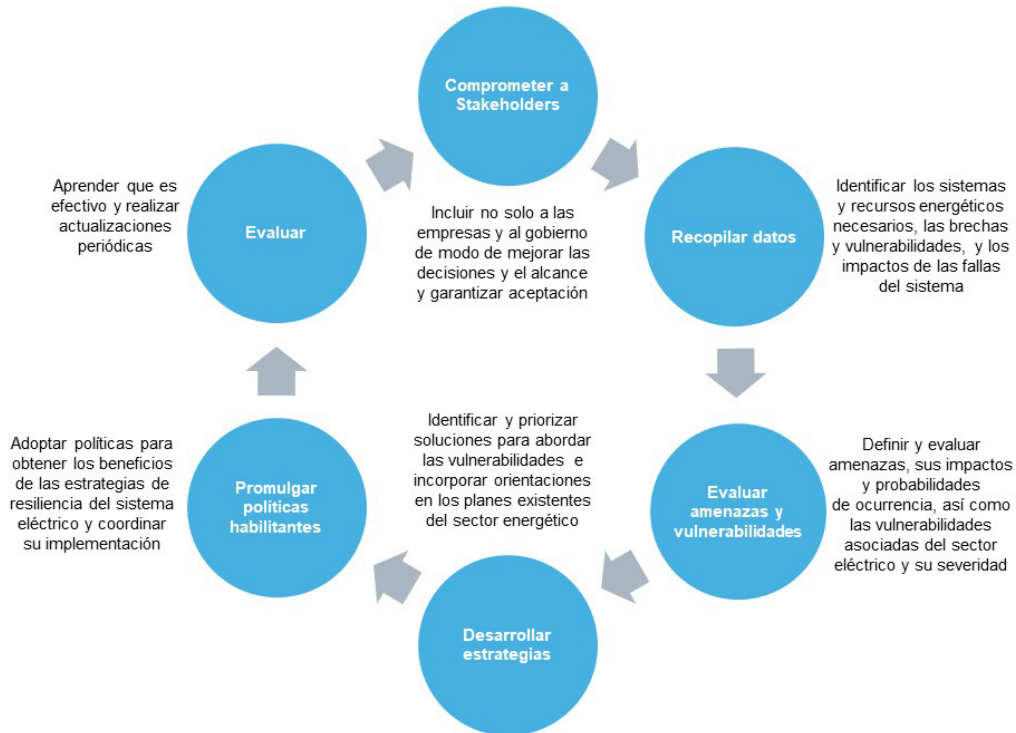 Comprometer a
Stakeholders
Incluir no solo a las
empresas y al gobierno
de modo de mejorar las
decisiones y el alcance
y garantizar aceptación
Recopilar datos
Identificar los sistemas
y recursos energéticos
necesarios, las brechas
y vulnerabilidades, y los
impactos de las fallas
del sistema
Evaluar
amenazas y
vulnerabilidades
Definir y evaluar
amenazas, sus impactos
y probabilidades
de ocurrencia, así como
las vulnerabilidades
asociadas del sector
eléctrico y su severidad
Desarrollar
estrategias
Identificar y priorizar
soluciones para abordar
las vulnerabilidades e
incorporar orientaciones
en los planes existentes
del sector energético
Promulgar
políticas
habilitantes
Adoptar políticas para
obtener los beneficios
de las estrategias de
resiliencia del sistema
eléctrico y coordinar
su implementación
Evaluar
Aprender que es
efectivo y realizar
actualizaciones
periódicas